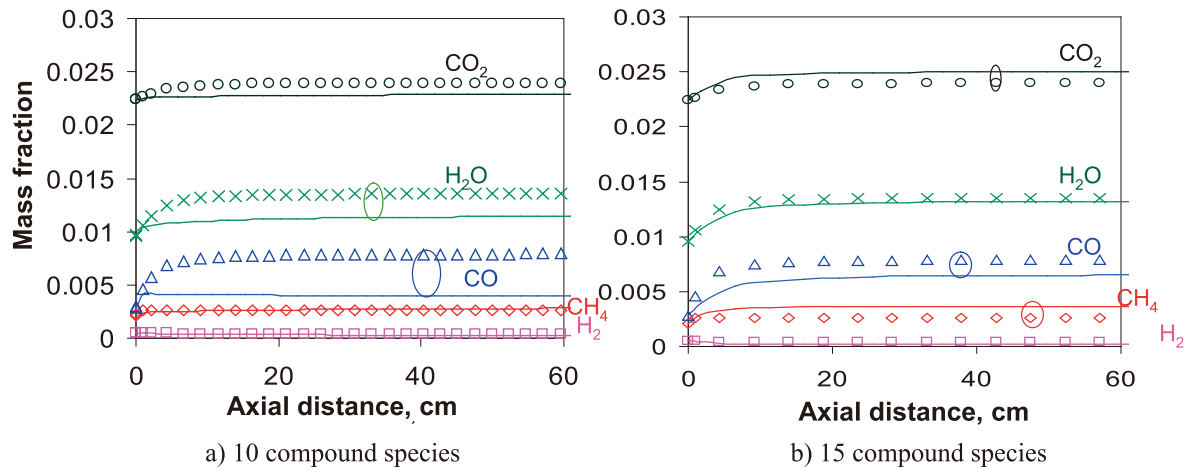 0.03
0.025
0.02
0.015
0.01
0.005
0
Mass fraction
CO₂
H₂O
CO
CH₄
H₂
0 20 40 60
Axial distance, cm
a) 10 compound species
0.03
0.025
0.02
0.015
0.01
0.005
0
CO₂
H₂O
CO
CH₄
H₂
0 20 40 60
Axial distance, cm
b) 15 compound species